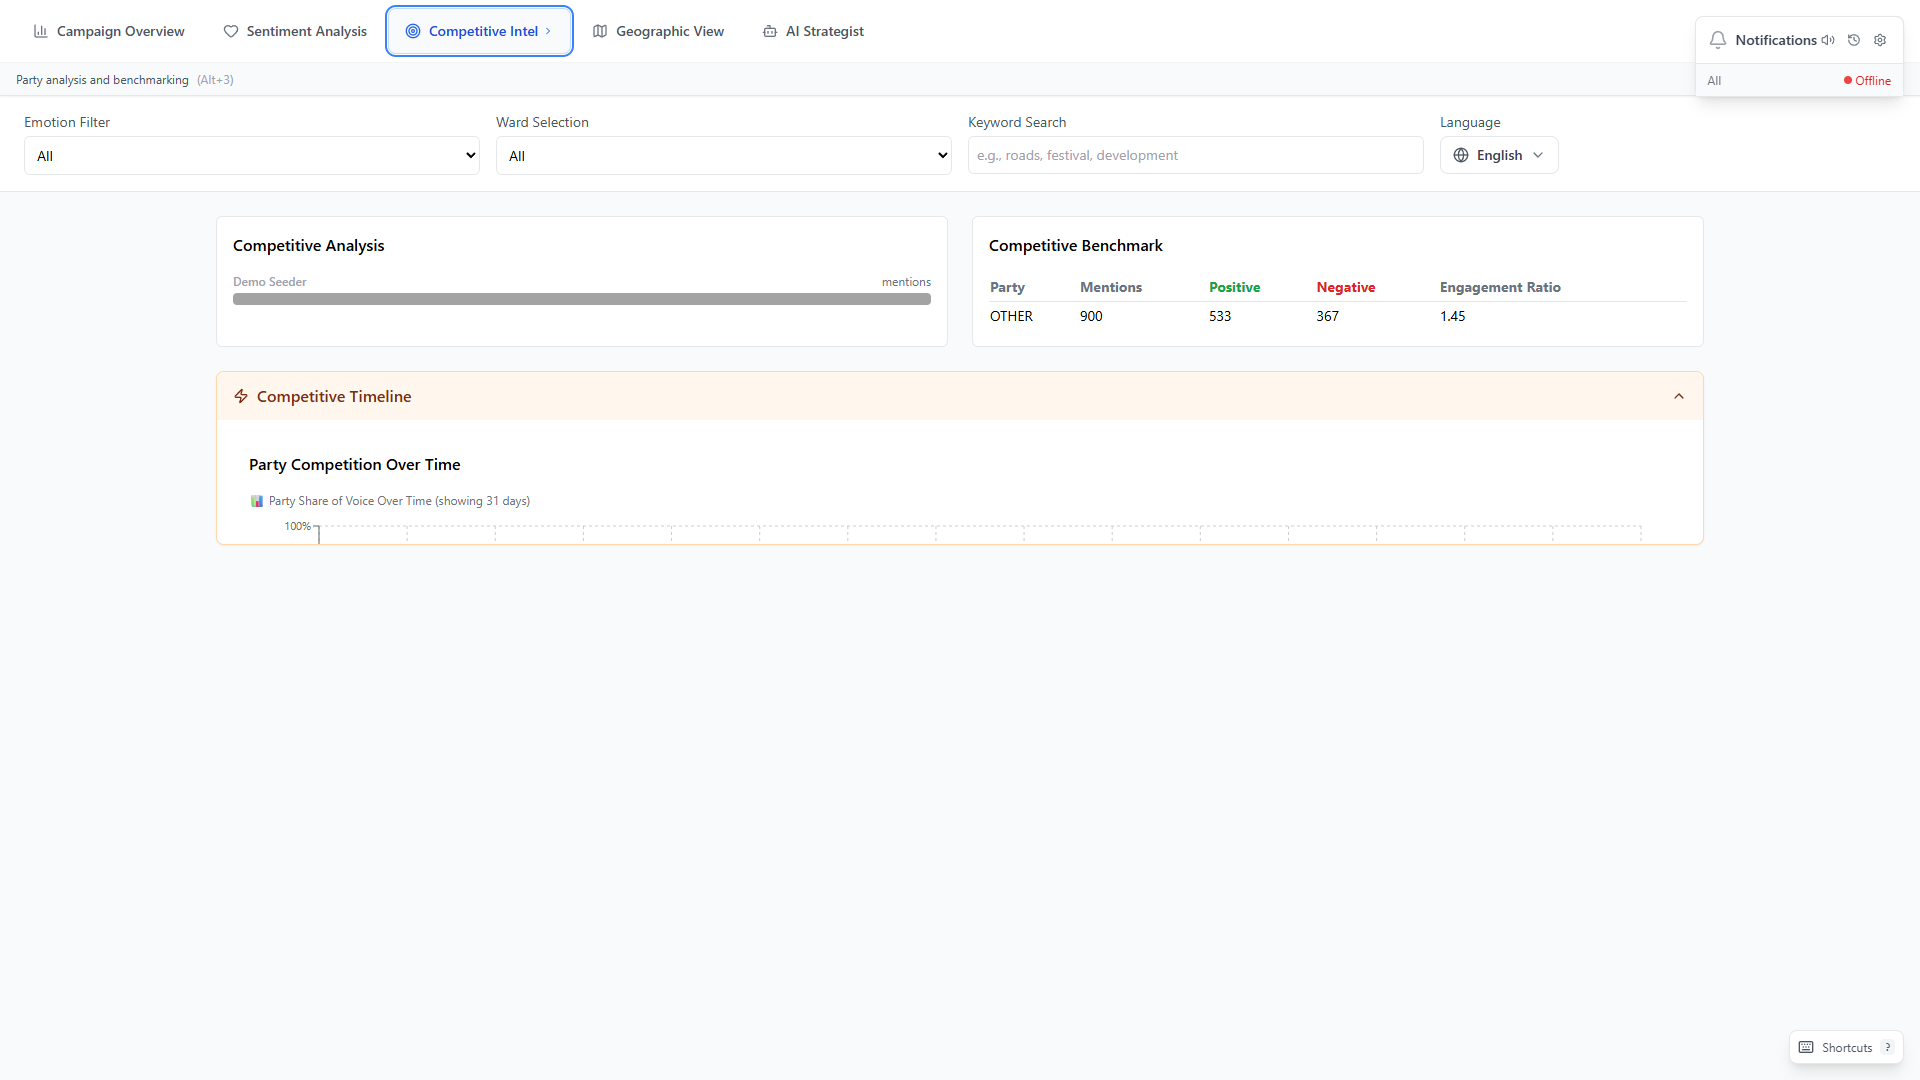 Campaign Overview
Sentiment Analysis
Competitive Intel
Geographic View
AI Strategist
Notifications
All
Offline
Party analysis and benchmarking (Alt+3)
Emotion Filter
All
Ward Selection
All
Keyword Search
e.g., roads, festival, development
Language
English
Competitive Analysis
Demo Seeder
mentions
Competitive Benchmark
Party Mentions Positive Negative Engagement Ratio
OTHER 900 533 367 1.45
Competitive Timeline
Party Competition Over Time
Party Share of Voice Over Time (showing 31 days)
100%
Shortcuts ?